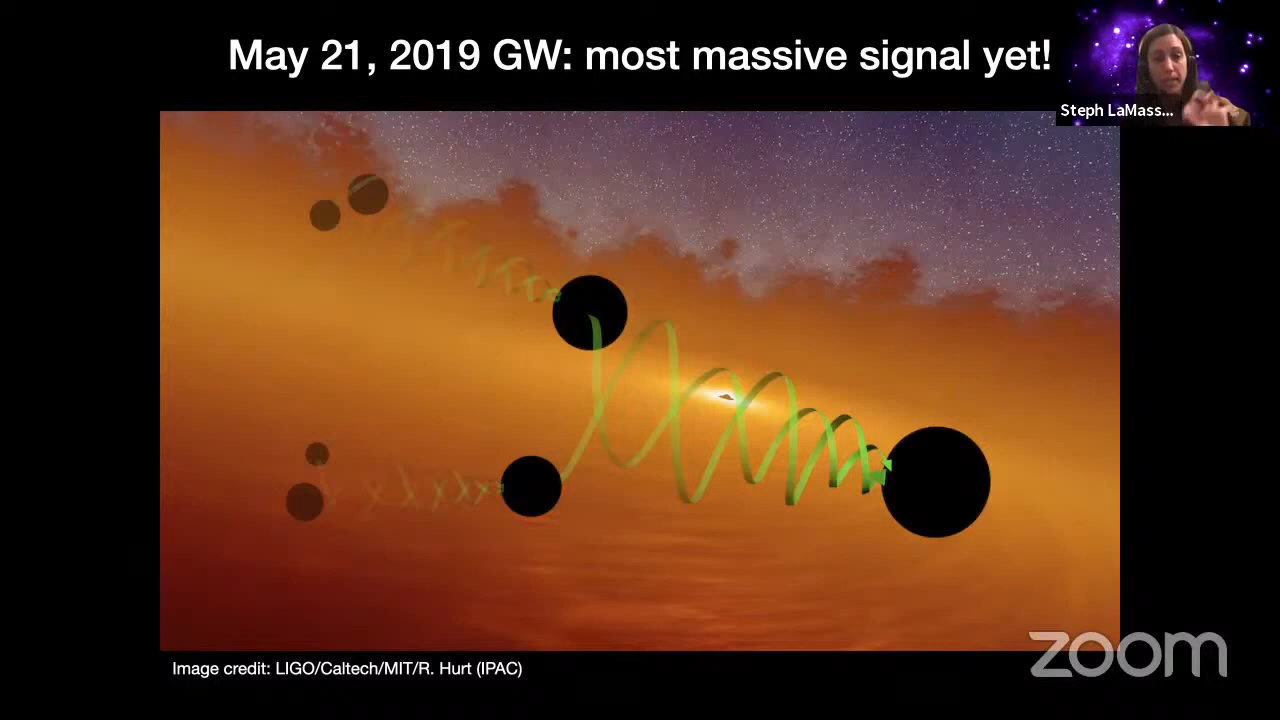 May 21, 2019 GW: most massive signal yet!
Steph LaMass...
Image credit: LIGO/Caltech/MIT/R. Hurt (IPAC)
zoom